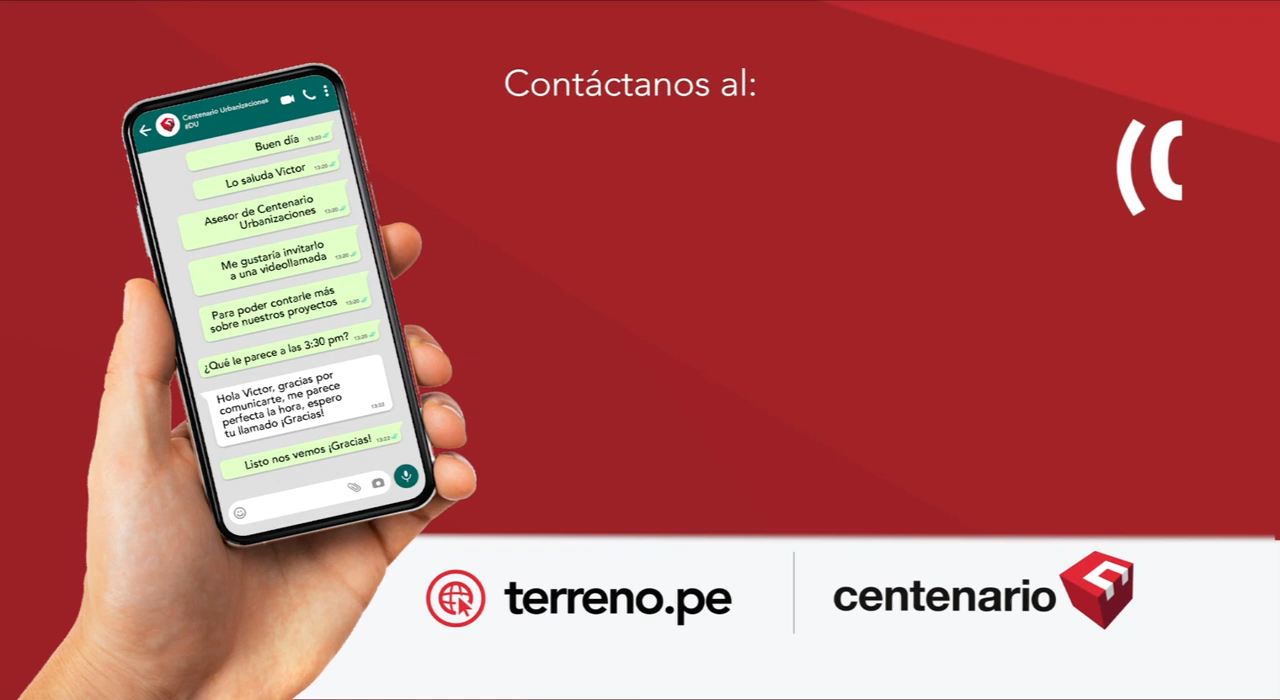 Contáctanos al:
Centenario Urbanizaciones
#DU
Buen día
13:20
Lo saluda Victor
13:20
Asesor de Centenario
Urbanizaciones
13:20
Me gustaría invitarlo
a una videollamada
13:20
Para poder contarle más
sobre nuestros proyectos
13:20
¿Qué le parece a las 3:30 pm?
13:20
Hola Victor, gracias por
comunicarte, me parece
perfecta la hora, espero
tu llamado ¡Gracias!
13:22
Listo nos vemos ¡Gracias!
13:22
terreno.pe
centenario